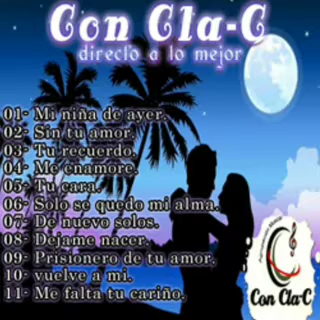 Con Cla-C
directo a lo mejor
01- Mi niña de ayer.
02- Sin tu amor.
03- Tu recuerdo.
04- Me enamore.
05- Tu cara.
06- Solo se quedo mi alma.
07- De nuevo solos.
08- Dejame nacer.
09- Prisionero de tu amor.
10- vuelve a mi.
11- Me falta tu cariño.
Con Cla-C